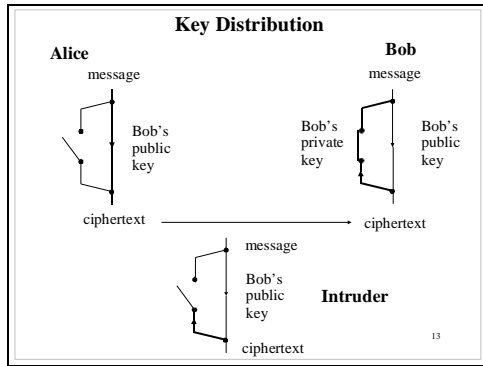 Key Distribution
Alice
Bob
message
message
Bob's
public
key
Bob's
private
key
Bob's
public
key
ciphertext
ciphertext
message
Bob's
public
key
Intruder
ciphertext
13